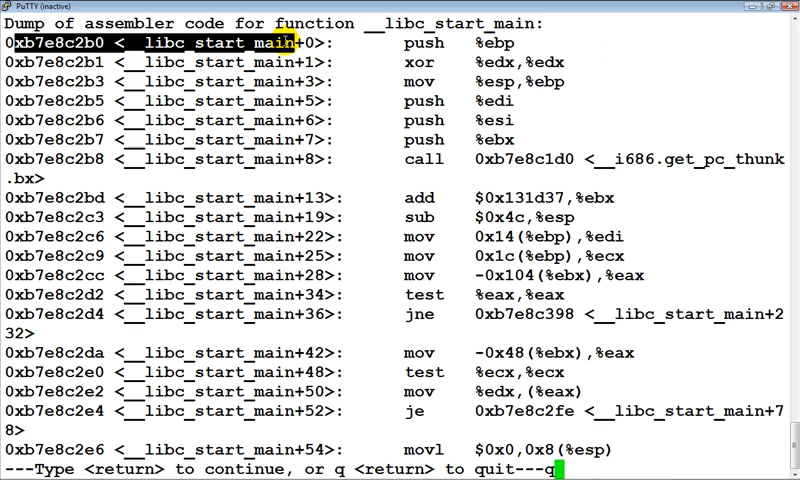 PuTTY (inactive)
Dump of assembler code for function __libc_start_main:
0xb7e8c2b0 <__libc_start_main+0>:	push	%ebp
0xb7e8c2b1 <__libc_start_main+1>:	xor	%edx,%edx
0xb7e8c2b3 <__libc_start_main+3>:	mov	%esp,%ebp
0xb7e8c2b5 <__libc_start_main+5>:	push	%edi
0xb7e8c2b6 <__libc_start_main+6>:	push	%esi
0xb7e8c2b7 <__libc_start_main+7>:	push	%ebx
0xb7e8c2b8 <__libc_start_main+8>:	call	0xb7e8c1d0 <__i686.get_pc_thunk
.bx>
0xb7e8c2bd <__libc_start_main+13>:	add	$0x131d37,%ebx
0xb7e8c2c3 <__libc_start_main+19>:	sub	$0x4c,%esp
0xb7e8c2c6 <__libc_start_main+22>:	mov	0x14(%ebp),%edi
0xb7e8c2c9 <__libc_start_main+25>:	mov	0x1c(%ebp),%ecx
0xb7e8c2cc <__libc_start_main+28>:	mov	-0x104(%ebx),%eax
0xb7e8c2d2 <__libc_start_main+34>:	test	%eax,%eax
0xb7e8c2d4 <__libc_start_main+36>:	jne	0xb7e8c398 <__libc_start_main+2
32>
0xb7e8c2da <__libc_start_main+42>:	mov	-0x48(%ebx),%eax
0xb7e8c2e0 <__libc_start_main+48>:	test	%ecx,%ecx
0xb7e8c2e2 <__libc_start_main+50>:	mov	%edx,(%eax)
0xb7e8c2e4 <__libc_start_main+52>:	je	0xb7e8c2fe <__libc_start_main+7
8>
0xb7e8c2e6 <__libc_start_main+54>:	movl	$0x0,0x8(%esp)
---Type <return> to continue, or q <return> to quit---q